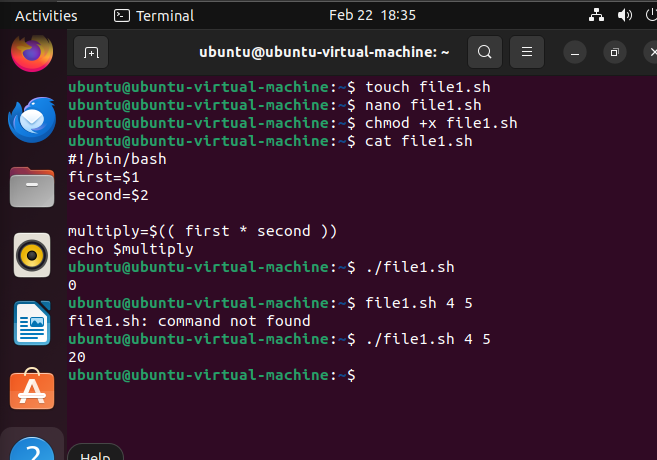 Activities Terminal Feb 22 18:35
ubuntu@ubuntu-virtual-machine: ~
ubuntu@ubuntu-virtual-machine:~$ touch file1.sh
ubuntu@ubuntu-virtual-machine:~$ nano file1.sh
ubuntu@ubuntu-virtual-machine:~$ chmod +x file1.sh
ubuntu@ubuntu-virtual-machine:~$ cat file1.sh
#!/bin/bash
first=$1
second=$2

multiply=$(( first * second ))
echo $multiply
ubuntu@ubuntu-virtual-machine:~$ ./file1.sh
0
ubuntu@ubuntu-virtual-machine:~$ file1.sh 4 5
file1.sh: command not found
ubuntu@ubuntu-virtual-machine:~$ ./file1.sh 4 5
20
ubuntu@ubuntu-virtual-machine:~$
?
Help